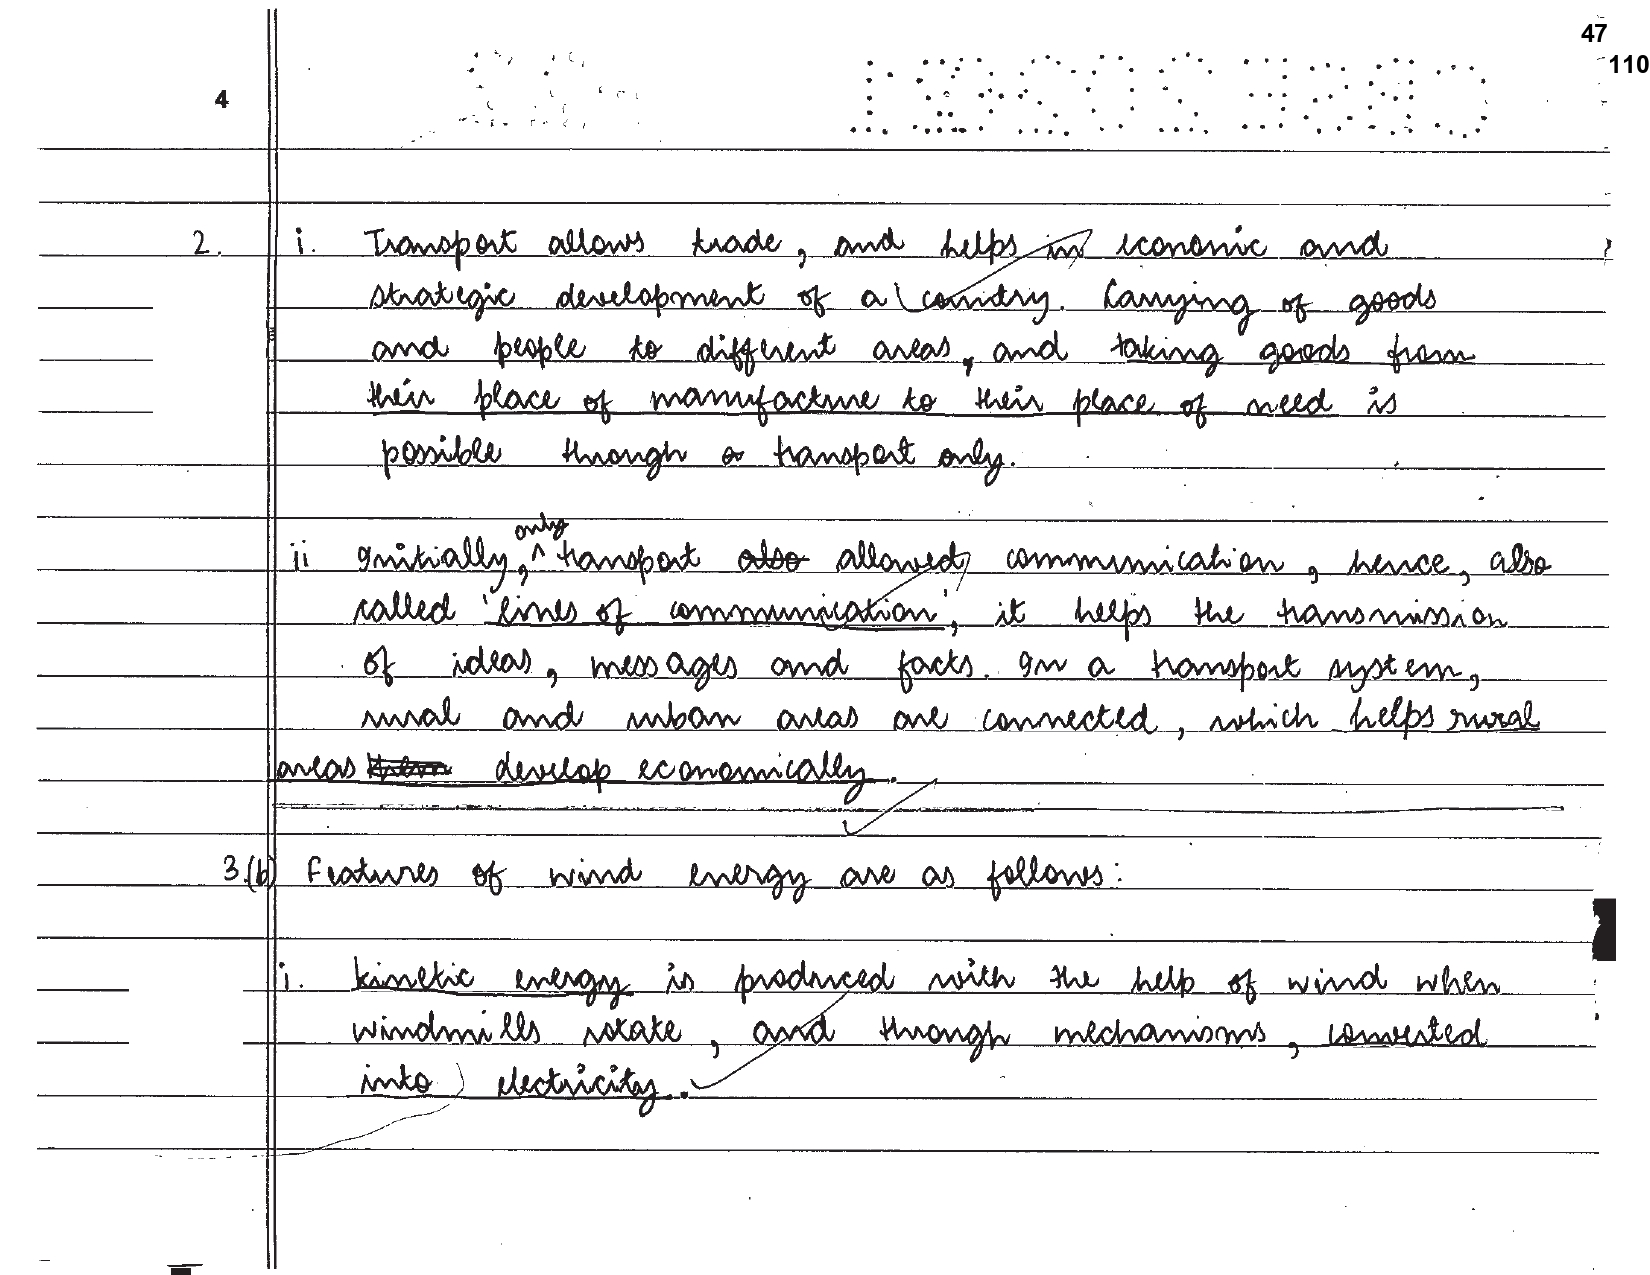 47
110
4
2. i. Transport allows trade, and helps in economic and
strategic development of a country. Carrying of goods
and people to different areas, and taking goods from
their place of manufacture to their place of need is
possible through transport only.
ii Initially, only transport also allowed communication, hence, also
called 'lines of communication', it helps the transmission
of ideas, messages and facts. In a transport system,
rural and urban areas are connected, which helps rural
areas develop economically.
3.(b) Features of wind energy are as follows:
i. kinetic energy is produced with the help of wind when
windmills rotate, and through mechanisms, converted
into electricity.